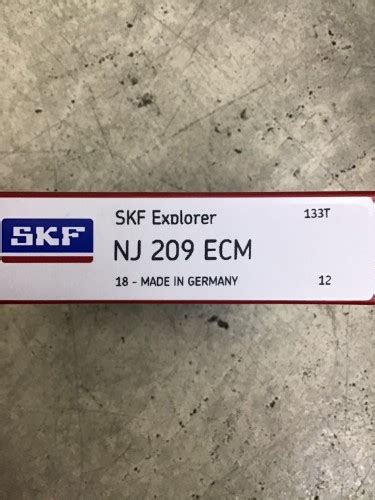 SKF Explorer 133T
SKF
NJ 209 ECM
18 - MADE IN GERMANY 12